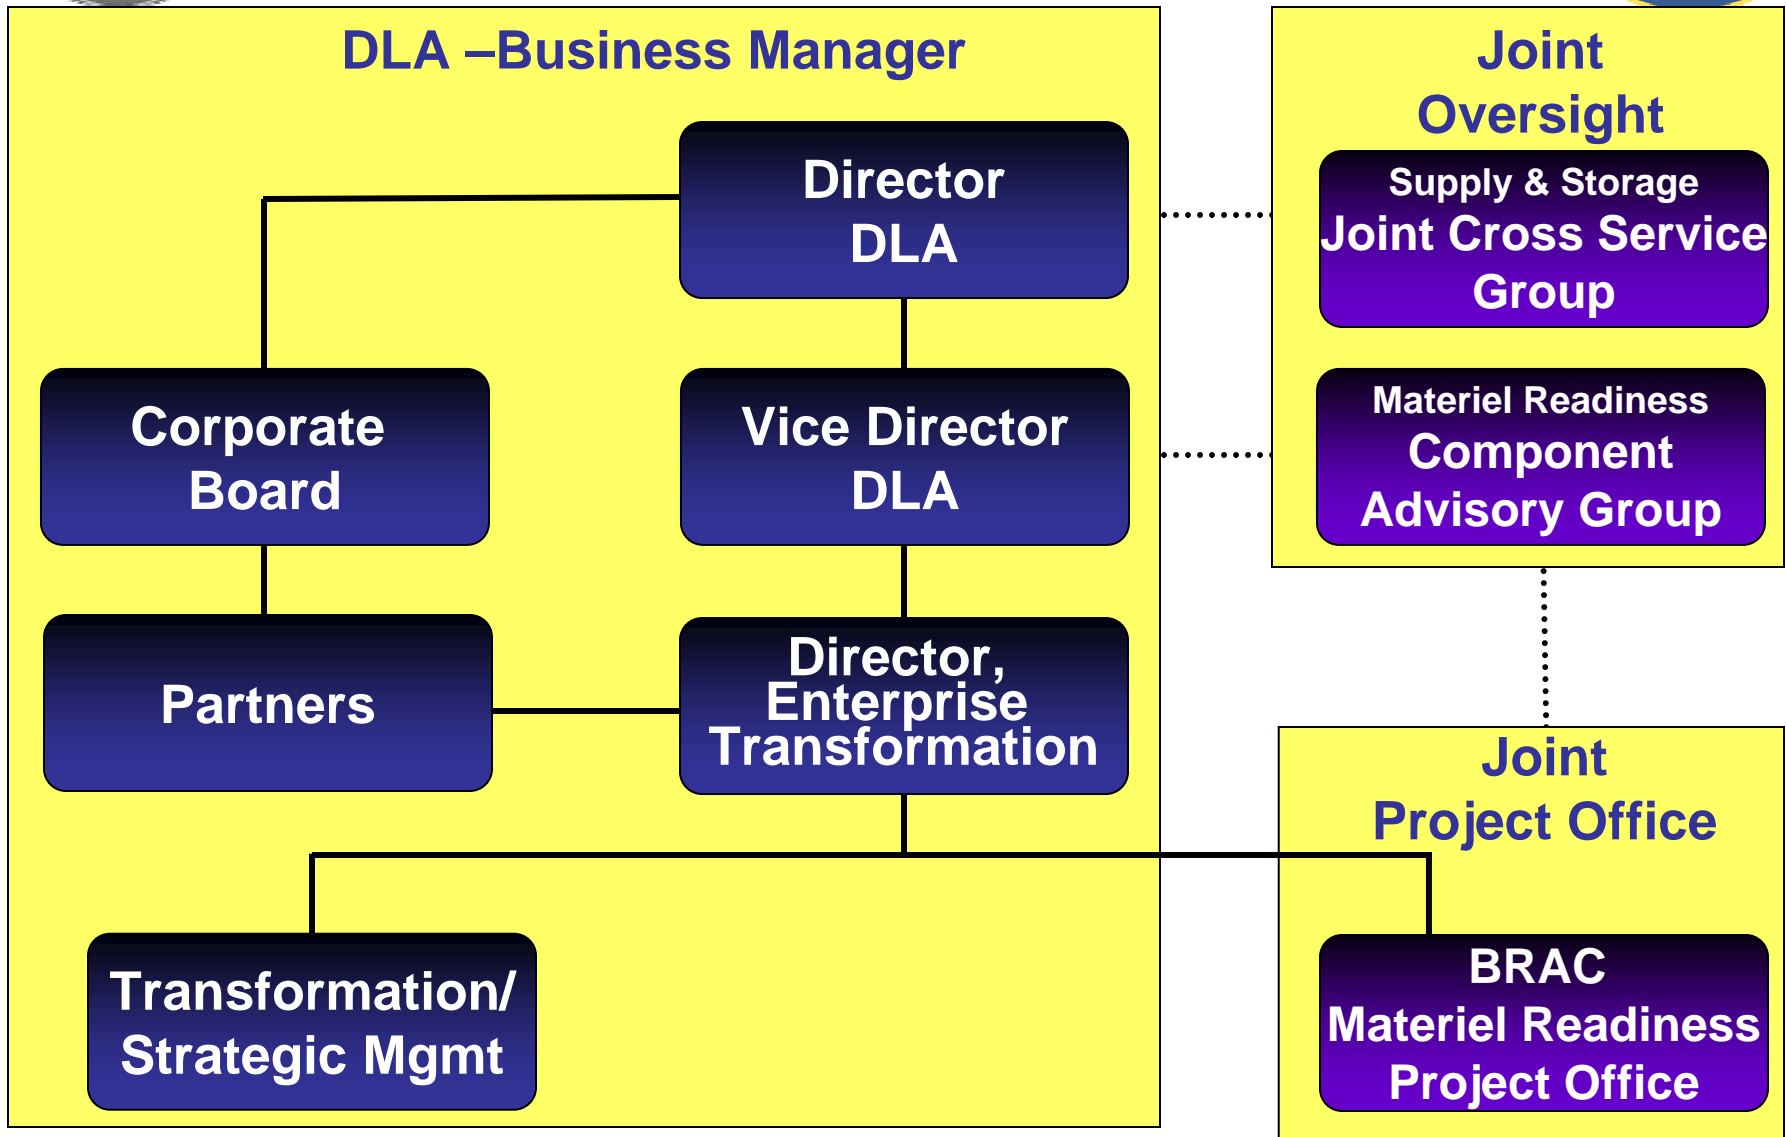 DLA –Business Manager
Director
DLA
Corporate
Board
Vice Director
DLA
Partners
Director,
Enterprise
Transformation
Transformation/
Strategic Mgmt
Joint
Oversight
Supply & Storage
Joint Cross Service
Group
Materiel Readiness
Component
Advisory Group
Joint
Project Office
BRAC
Materiel Readiness
Project Office